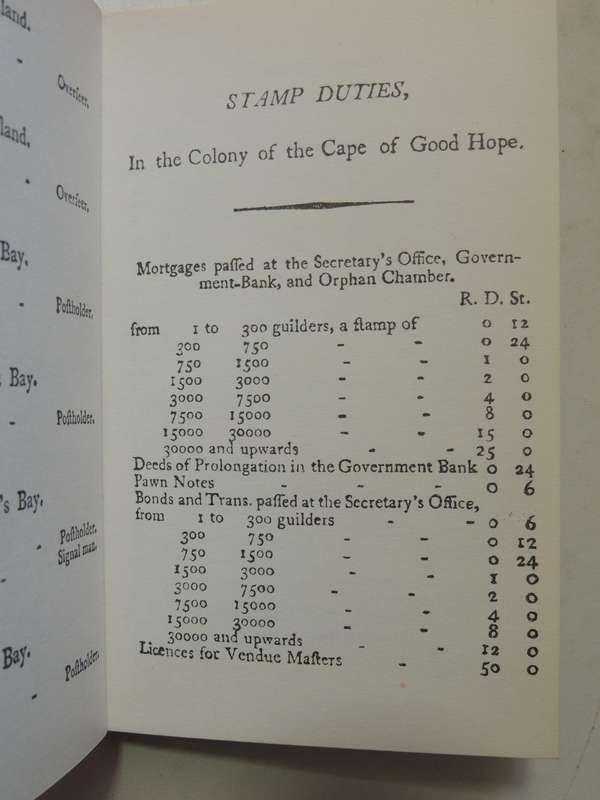 land.
Overſeer.
land.
Overſeer.
Bay.
Poſtholder.
Bay.
Poſtholder.
's Bay.
Poſtholder.
Signal man.
Bay.
Poſtholder.
STAMP DUTIES,
In the Colony of the Cape of Good Hope.
Mortgages paſſed at the Secretary's Office, Govern-
ment-Bank, and Orphan Chamber.
R. D. St.
from 1 to 300 guilders, a ſtamp of 0 12
300 750 - - 0 24
750 1500 - - 1 0
1500 3000 - - 2 0
3000 7500 - - 4 0
7500 15000 - - 8 0
15000 30000 - - 15 0
30000 and upwards - - 25 0
Deeds of Prolongation in the Government Bank 0 24
Pawn Notes - - - 0 6
Bonds and Trans. paſſed at the Secretary's Office,
from 1 to 300 guilders - - 0 6
300 750 - - 0 12
750 1500 - - 0 24
1500 3000 - - 1 0
3000 7500 - - 2 0
7500 15000 - - 4 0
15000 30000 - - 8 0
30000 and upwards - - 12 0
Licences for Vendue Maſters - 50 0